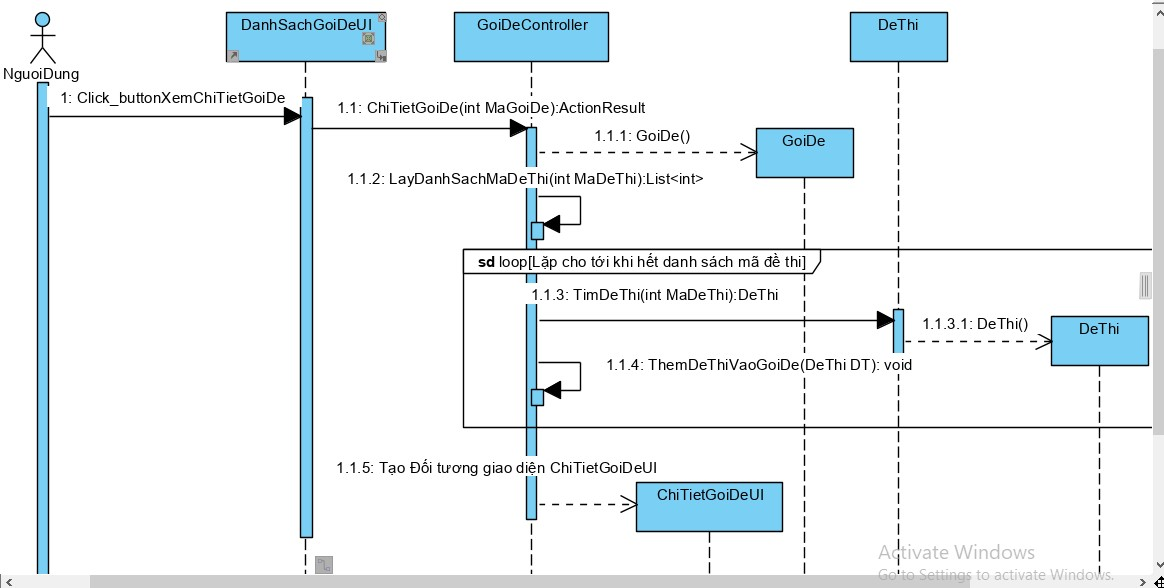 DanhSachGoiDeUI
GoiDeController
DeThi
NguoiDung
1: Click_buttonXemChiTietGoiDe
1.1: ChiTietGoiDe(int MaGoiDe):ActionResult
1.1.1: GoiDe()
GoiDe
1.1.2: LayDanhSachMaDeThi(int MaDeThi):List<int>
sd loop[Lặp cho tới khi hết danh sách mã đề thi]
1.1.3: TimDeThi(int MaDeThi):DeThi
1.1.3.1: DeThi()
DeThi
1.1.4: ThemDeThiVaoGoiDe(DeThi DT): void
1.1.5: Tạo Đối tương giao diện ChiTietGoiDeUI
ChiTietGoiDeUI
Activate Windows
Go to Settings to activate Windows.